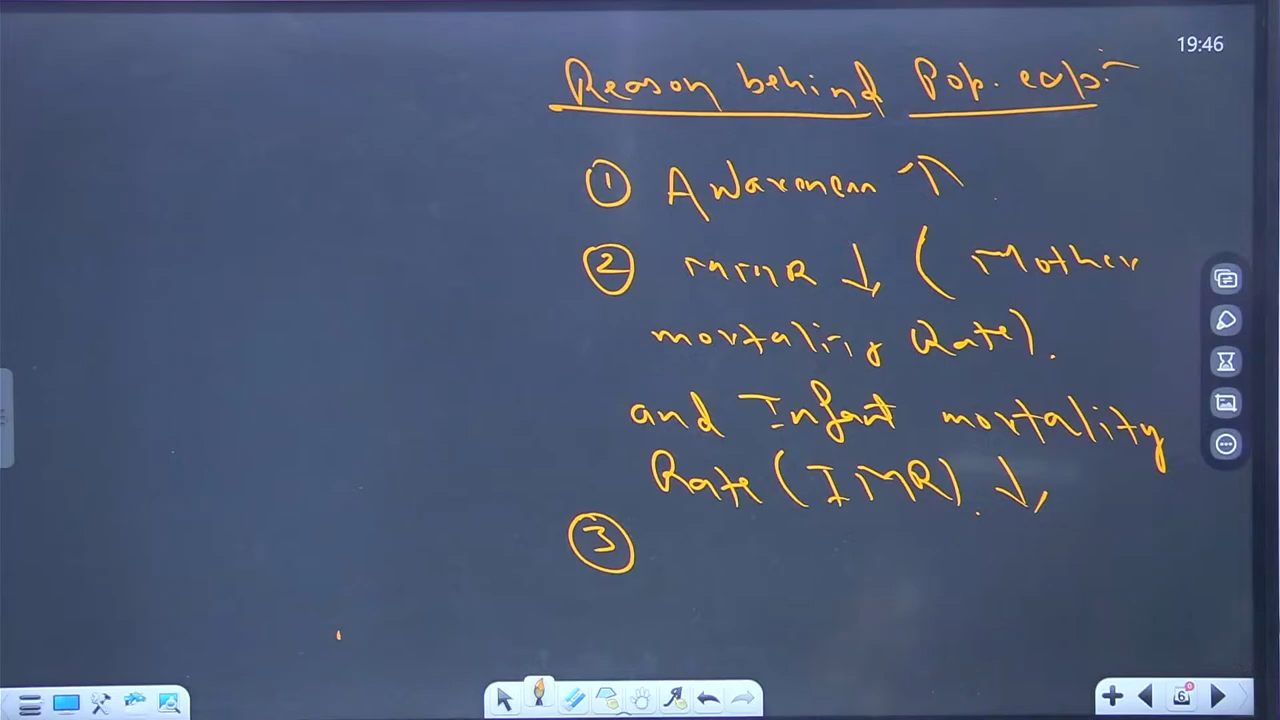 19:46
Reason behind Pop. exp.
① Awareness ↑
② MMR ↓ ( Mother
mortality Rate).
and Infant mortality
Rate (IMR). ↓
③
6